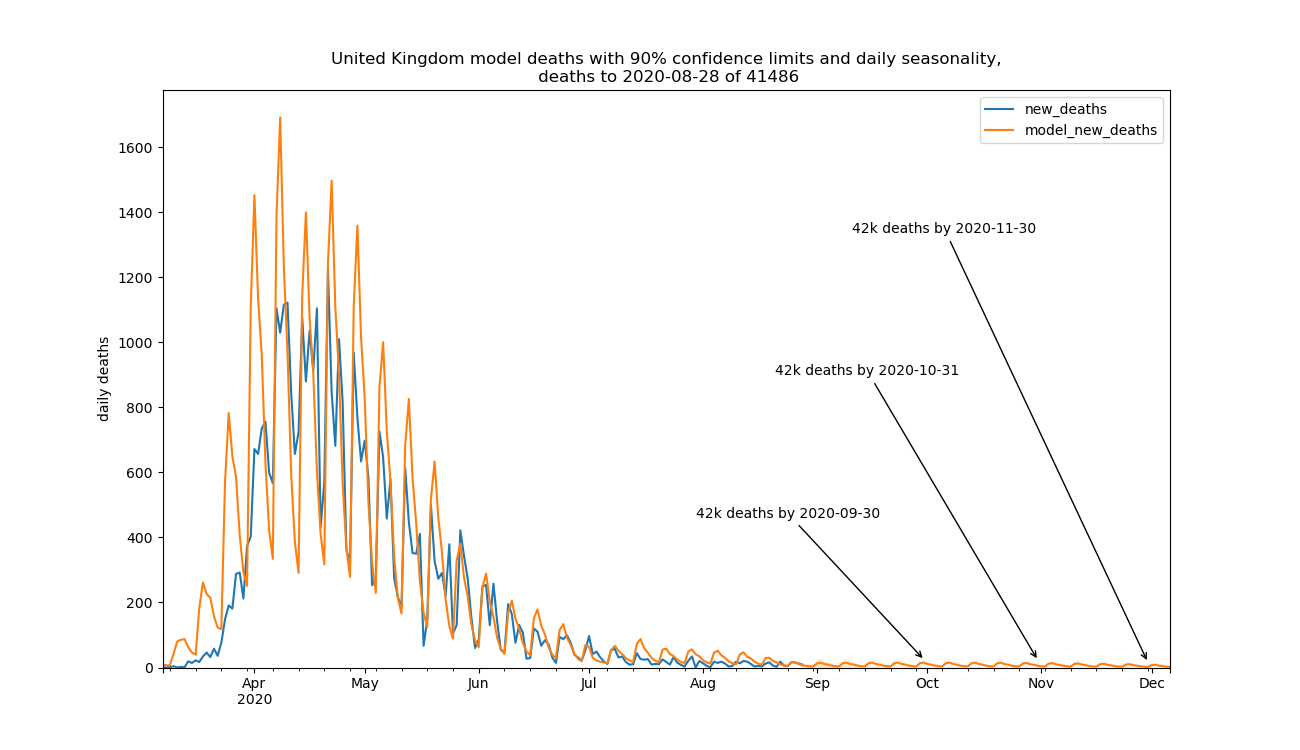 United Kingdom model deaths with 90% confidence limits and daily seasonality,
deaths to 2020-08-28 of 41486
new_deaths
model_new_deaths
1600
1400
1200
1000
800
600
400
200
0
daily deaths
42k deaths by 2020-11-30
42k deaths by 2020-10-31
42k deaths by 2020-09-30
Apr
2020
May
Jun
Jul
Aug
Sep
Oct
Nov
Dec